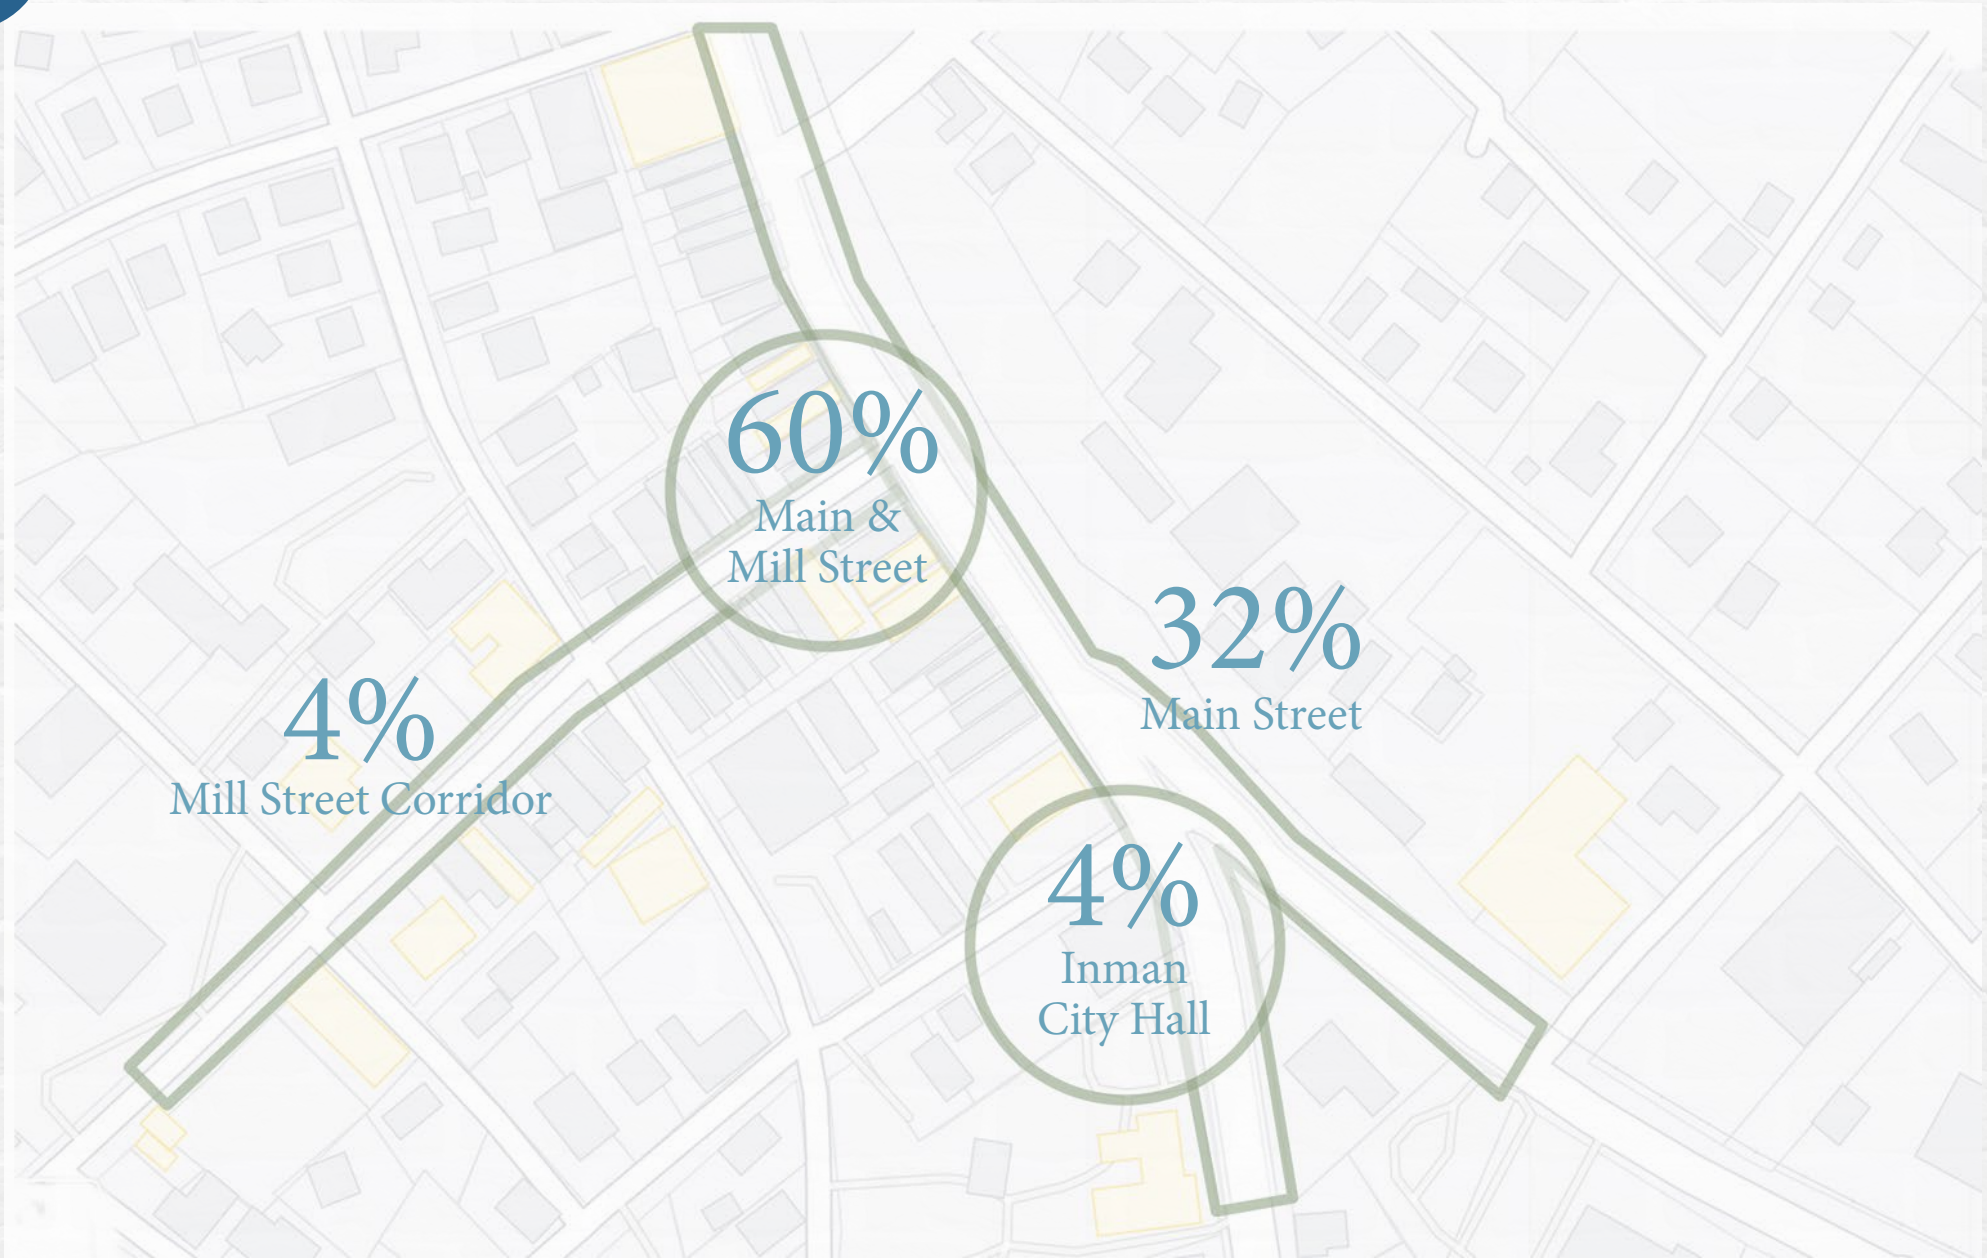 60%
Main &
Mill Street
32%
Main Street
4%
Mill Street Corridor
4%
Inman
City Hall